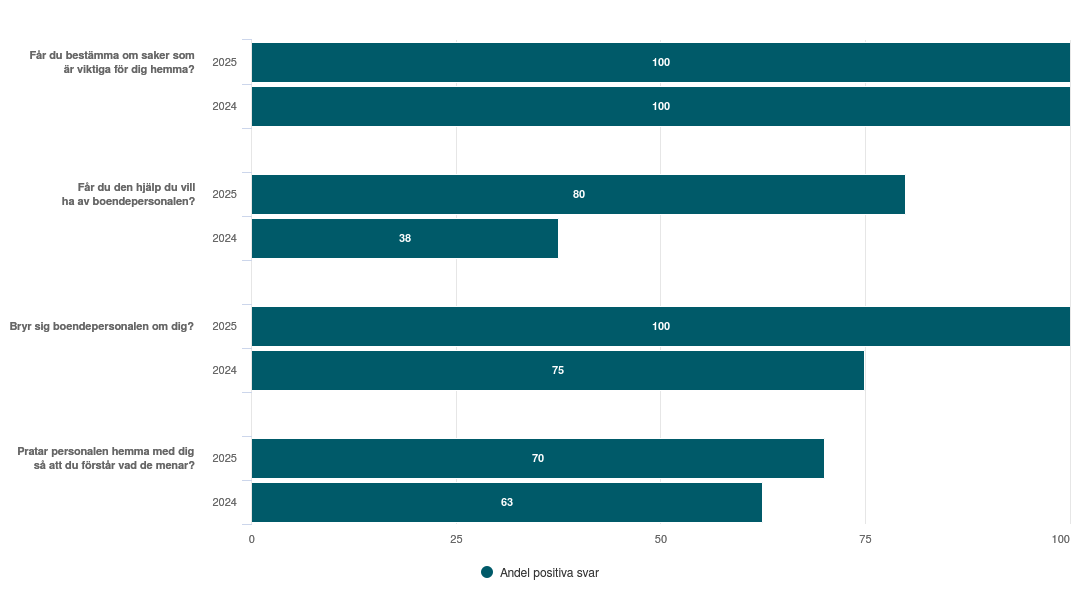 Får du bestämma om saker som
är viktiga för dig hemma?
2025
100
2024
100
Får du den hjälp du vill
ha av boendepersonalen?
2025
80
2024
38
Bryr sig boendepersonalen om dig?
2025
100
2024
75
Pratar personalen hemma med dig
så att du förstår vad de menar?
2025
70
2024
63
0
25
50
75
100
Andel positiva svar